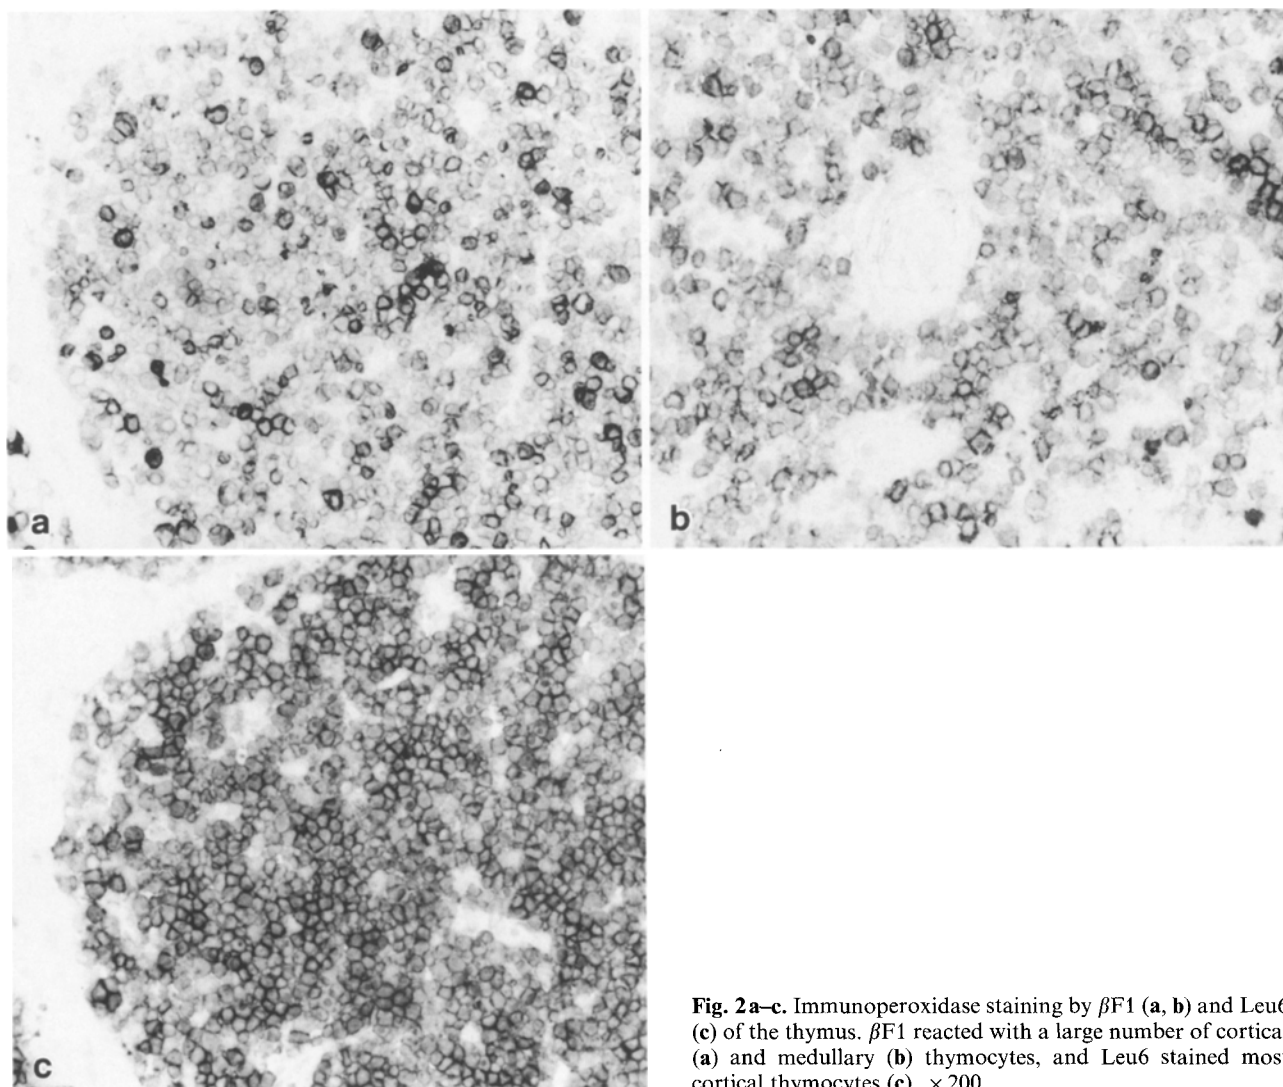 a
b
c
Fig. 2a–c. Immunoperoxidase staining by βF1 (a, b) and Leu6
(c) of the thymus. βF1 reacted with a large number of cortical
(a) and medullary (b) thymocytes, and Leu6 stained most
cortical thymocytes (c). ×200